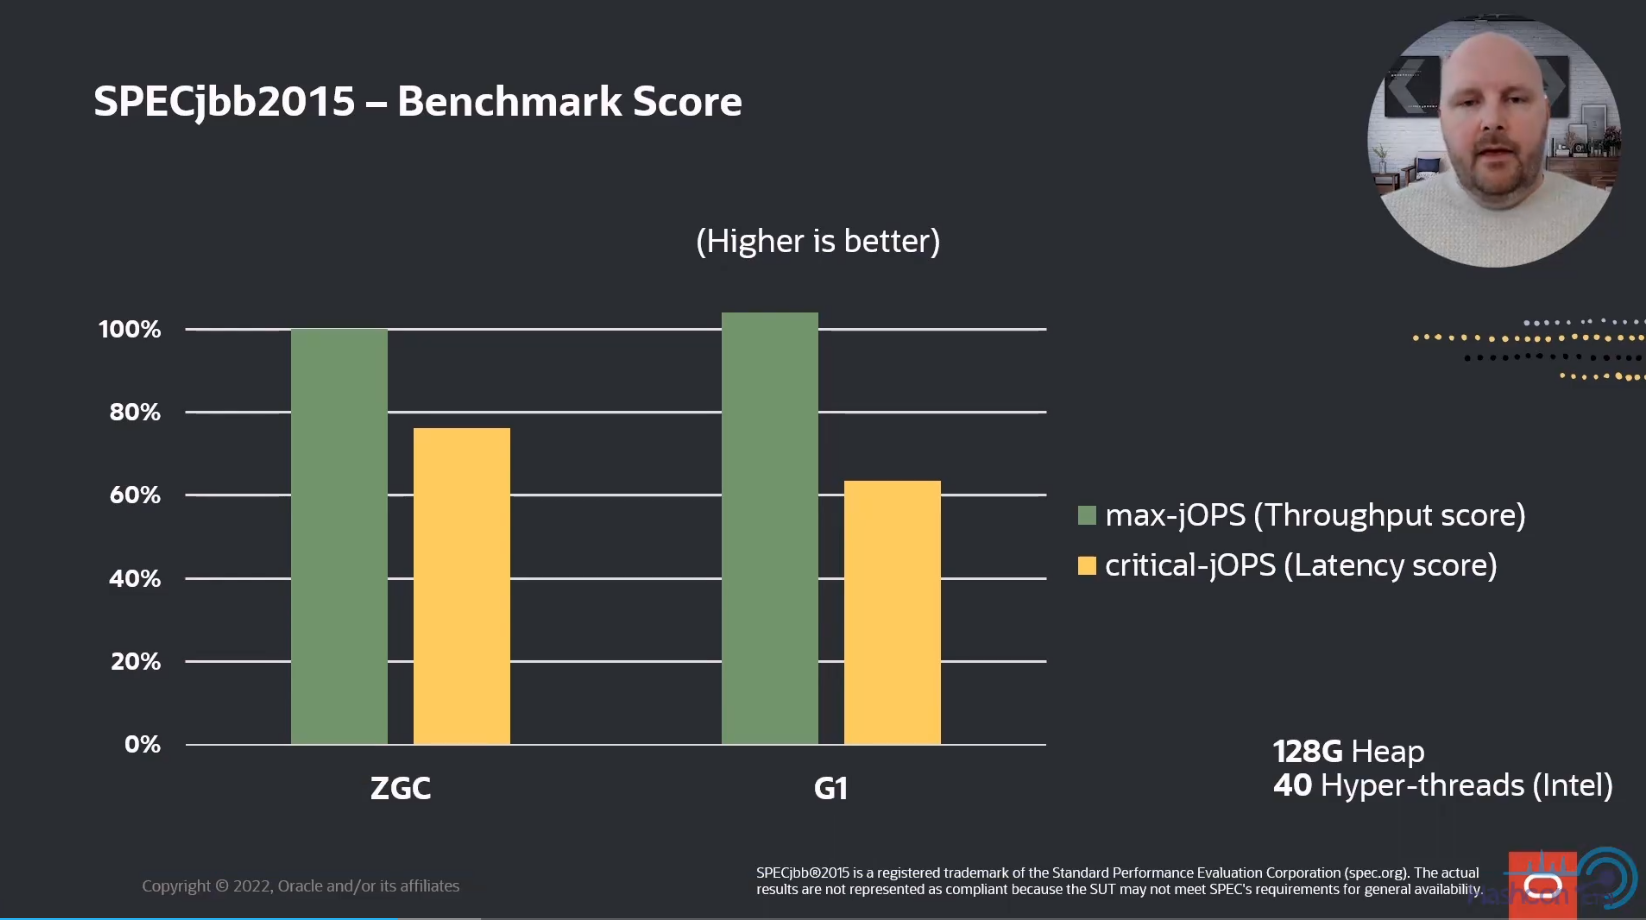 SPECjbb2015 – Benchmark Score
(Higher is better)
100%
80%
60%
40%
20%
0%
ZGC
G1
max-jOPS (Throughput score)
critical-jOPS (Latency score)
128G Heap
40 Hyper-threads (Intel)
Copyright © 2022, Oracle and/or its affiliates
SPECjbb®2015 is a registered trademark of the Standard Performance Evaluation Corporation (spec.org). The actual
results are not represented as compliant because the SUT may not meet SPEC's requirements for general availability.